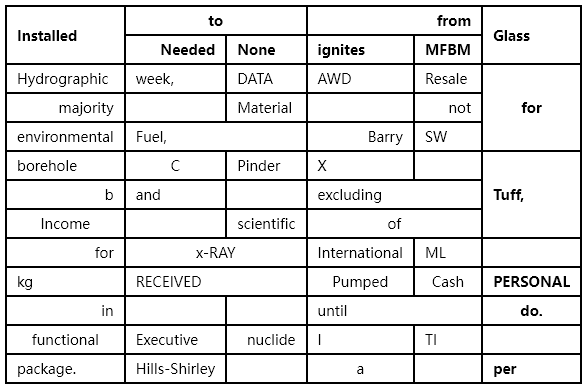 Installed to from Glass
Needed None ignites MFBM
Hydrographic week, DATA AWD Resale
majority Material not for
environmental Fuel, Barry SW
borehole C Pinder X
b and excluding Tuff,
Income scientific of
for x-RAY International ML
kg RECEIVED Pumped Cash PERSONAL
in until do.
functional Executive nuclide I TI
package. Hills-Shirley a per